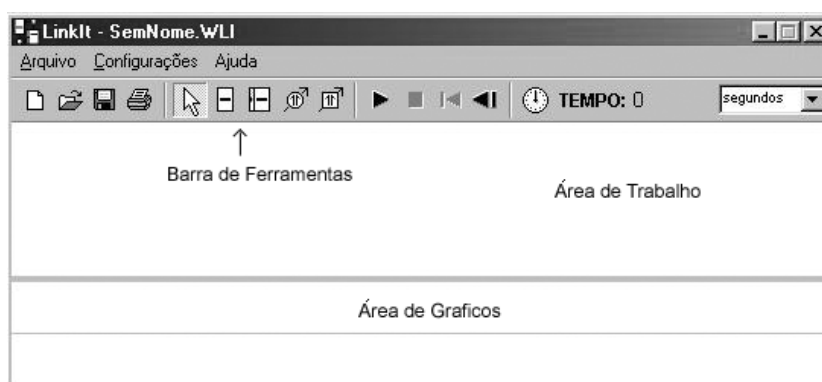 LinkIt - SemNome.WLI
Arquivo Configurações Ajuda
TEMPO: 0 segundos
Barra de Ferramentas
Área de Trabalho
Área de Graficos